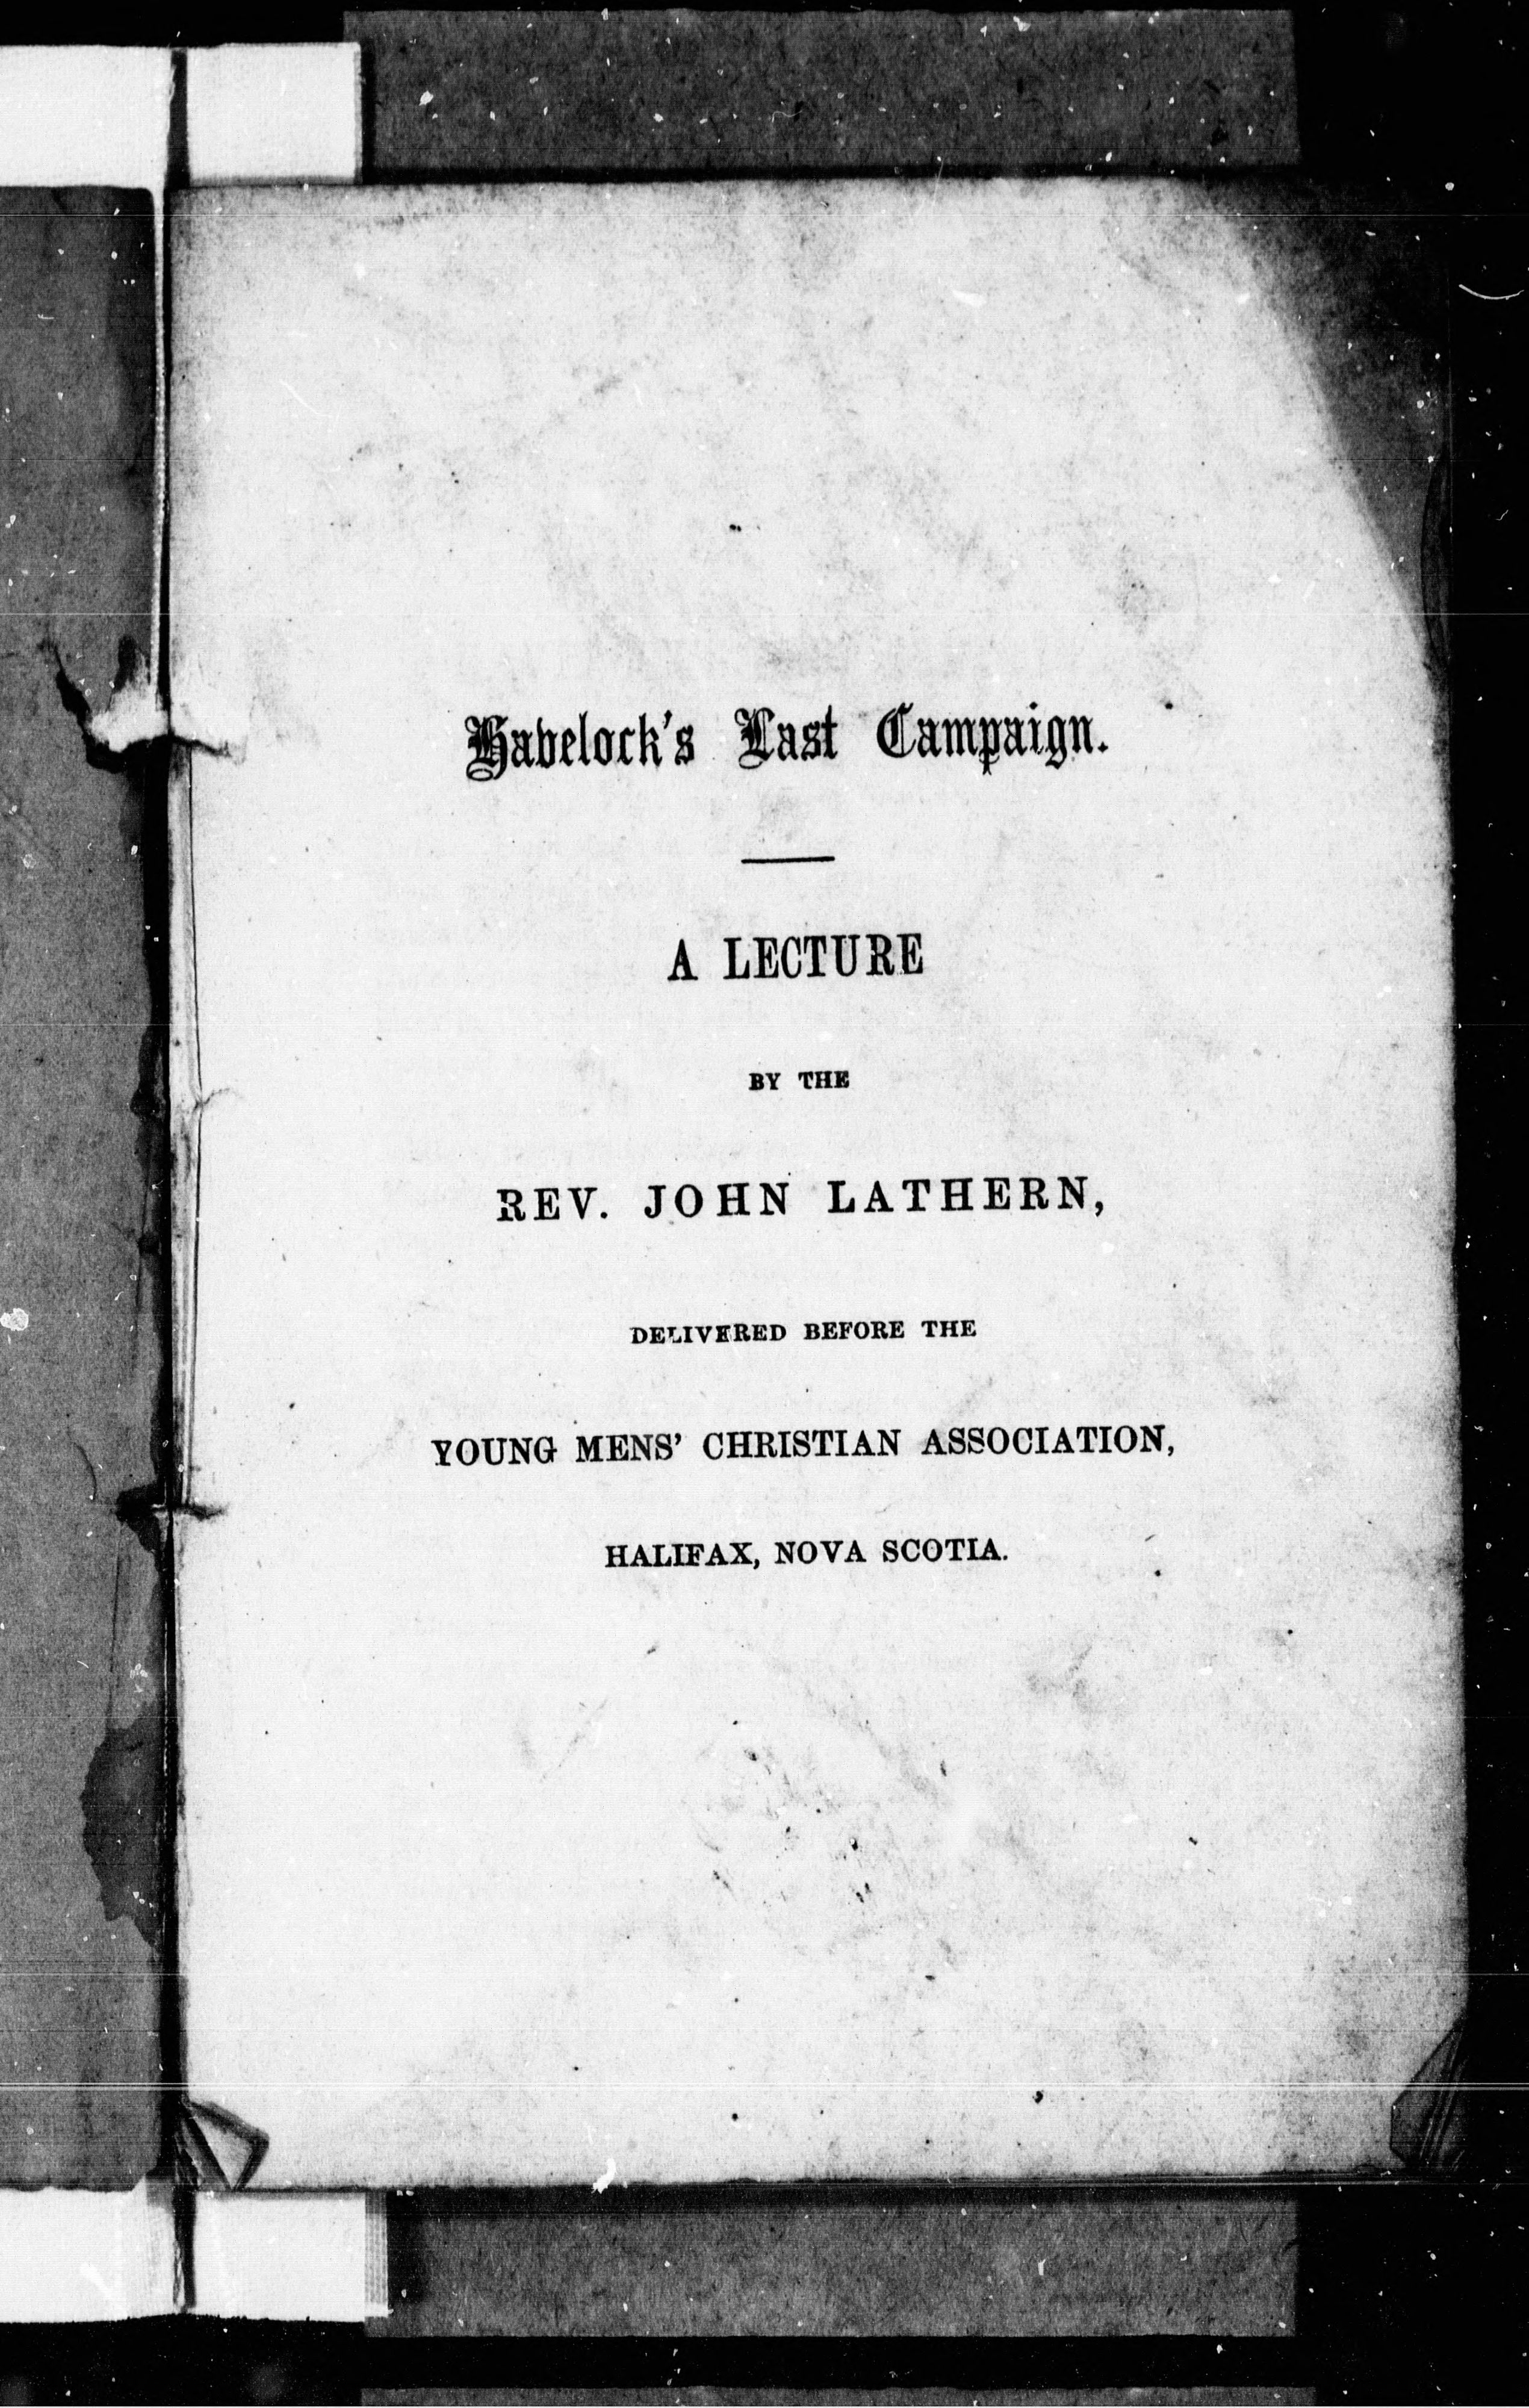 Havelock's Last Campaign.
A LECTURE
BY THE
REV. JOHN LATHERN,
DELIVERED BEFORE THE
YOUNG MENS' CHRISTIAN ASSOCIATION,
HALIFAX, NOVA SCOTIA.